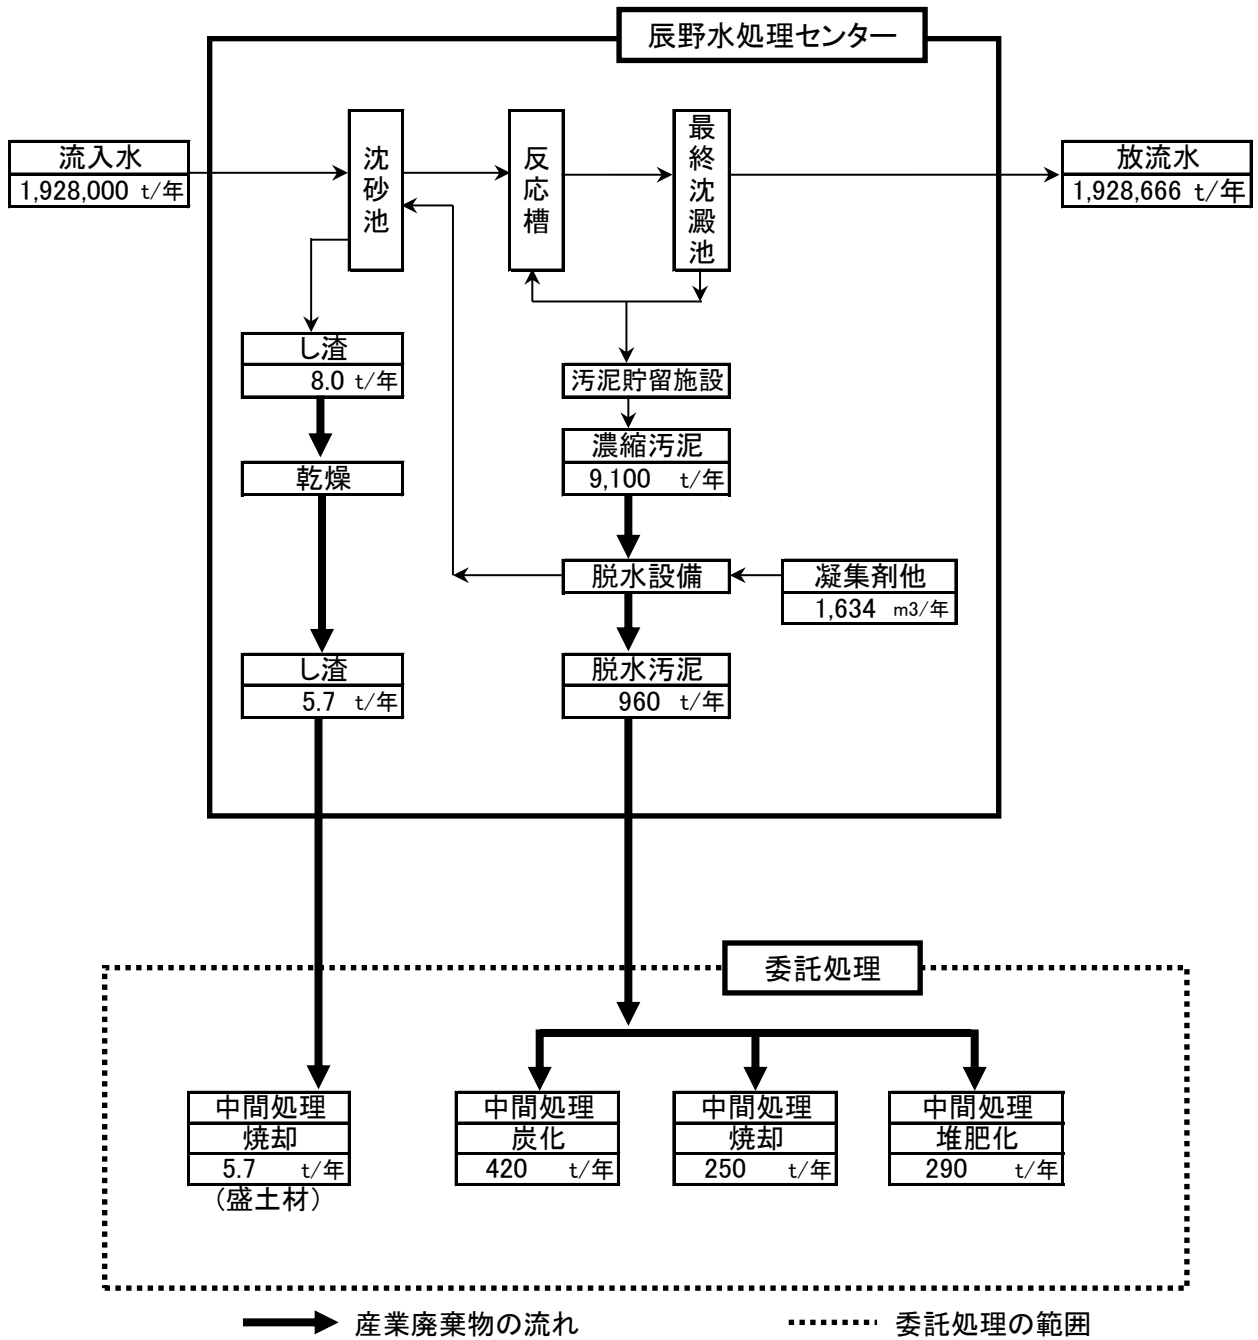 辰野水処理センター
流入水
1,928,000 t/年
沈砂池
反応槽
最終沈澱池
放流水
1,928,666 t/年
し渣
8.0 t/年
汚泥貯留施設
濃縮汚泥
9,100 t/年
乾燥
脱水設備
凝集剤他
1,634 m3/年
し渣
5.7 t/年
脱水汚泥
960 t/年
委託処理
中間処理
焼却
5.7 t/年
(盛土材)
中間処理
炭化
420 t/年
中間処理
焼却
250 t/年
中間処理
堆肥化
290 t/年
産業廃棄物の流れ
委託処理の範囲